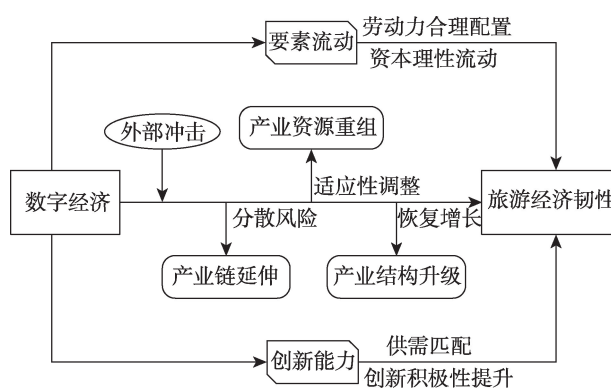 要素流动
劳动力合理配置
资本理性流动
外部冲击
产业资源重组
数字经济
适应性调整
旅游经济韧性
分散风险
恢复增长
产业链延伸
产业结构升级
创新能力
供需匹配
创新积极性提升